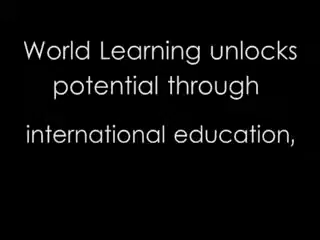 World Learning unlocks
potential through
international education,